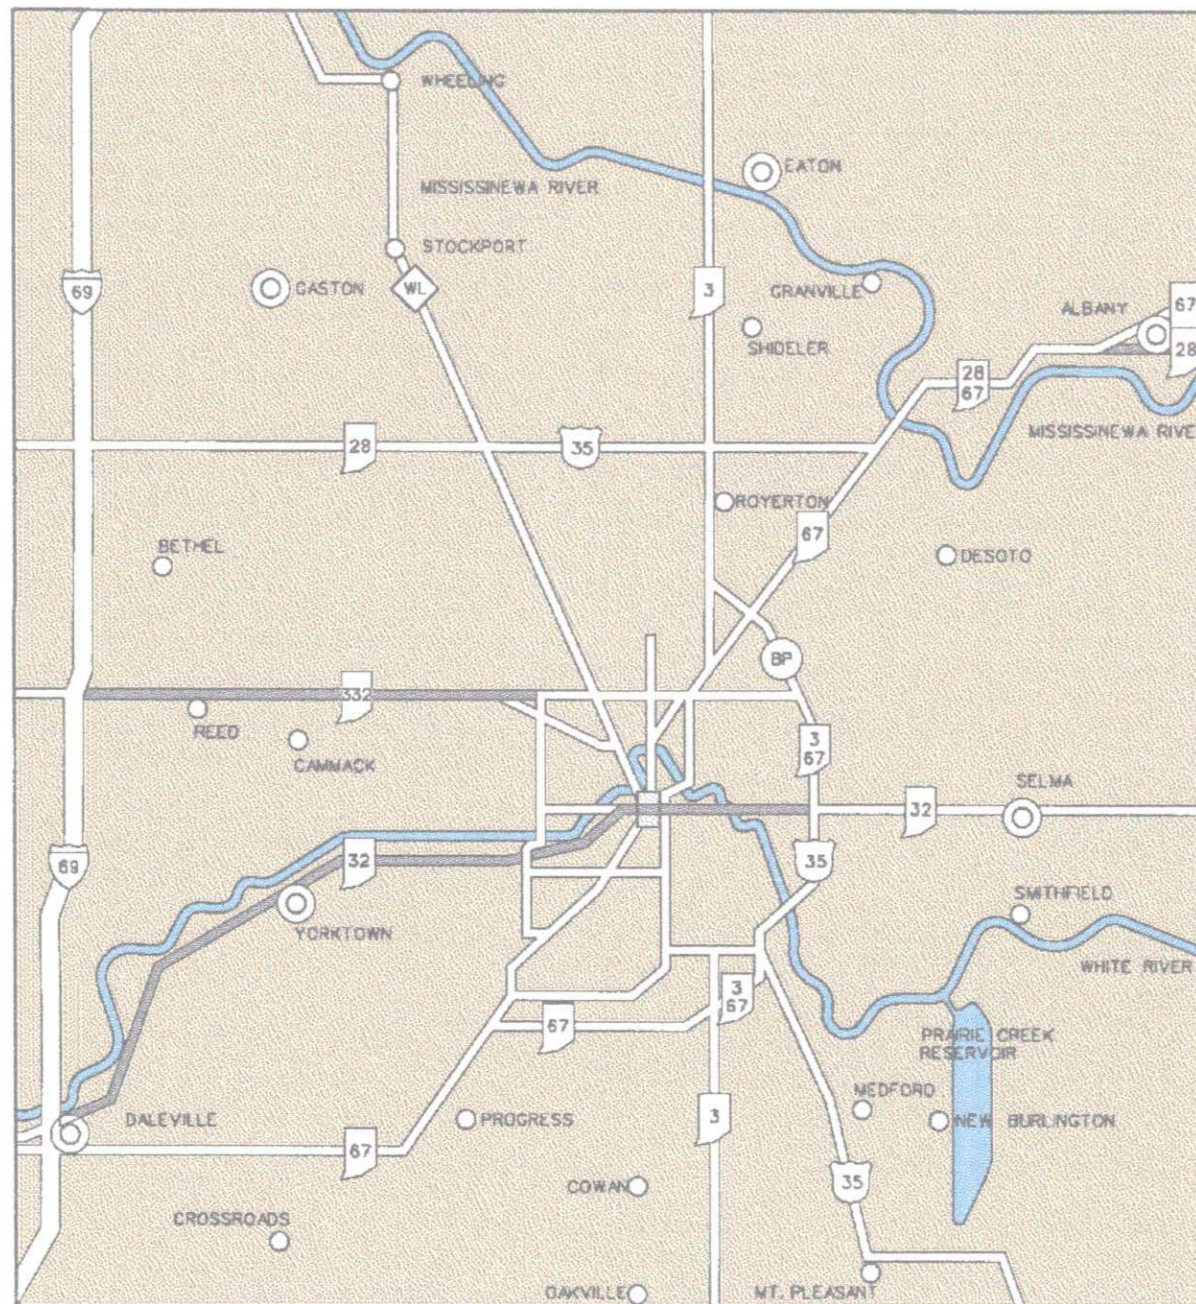 WHEELING
EATON
MISSISSINEWA RIVER
STOCKPORT
69
GASTON
WL
3
GRANVILLE
ALBANY
67
SHIDELER
28
28
67
MISSISSINEWA RIVE
28
35
ROYERTON
67
BETHEL
DESOTO
BP
332
REED
CAMMACK
3
67
SELMA
32
32
69
35
YORKTOWN
SMITHFIELD
WHITE RIVER
3
67
67
PRAIRIE CREEK
RESERVOIR
MEDFORD
DALEVILLE
PROGRESS
3
NEW BURLINGTON
67
COWAN
35
CROSSROADS
OAKVILLE
MT. PLEASANT